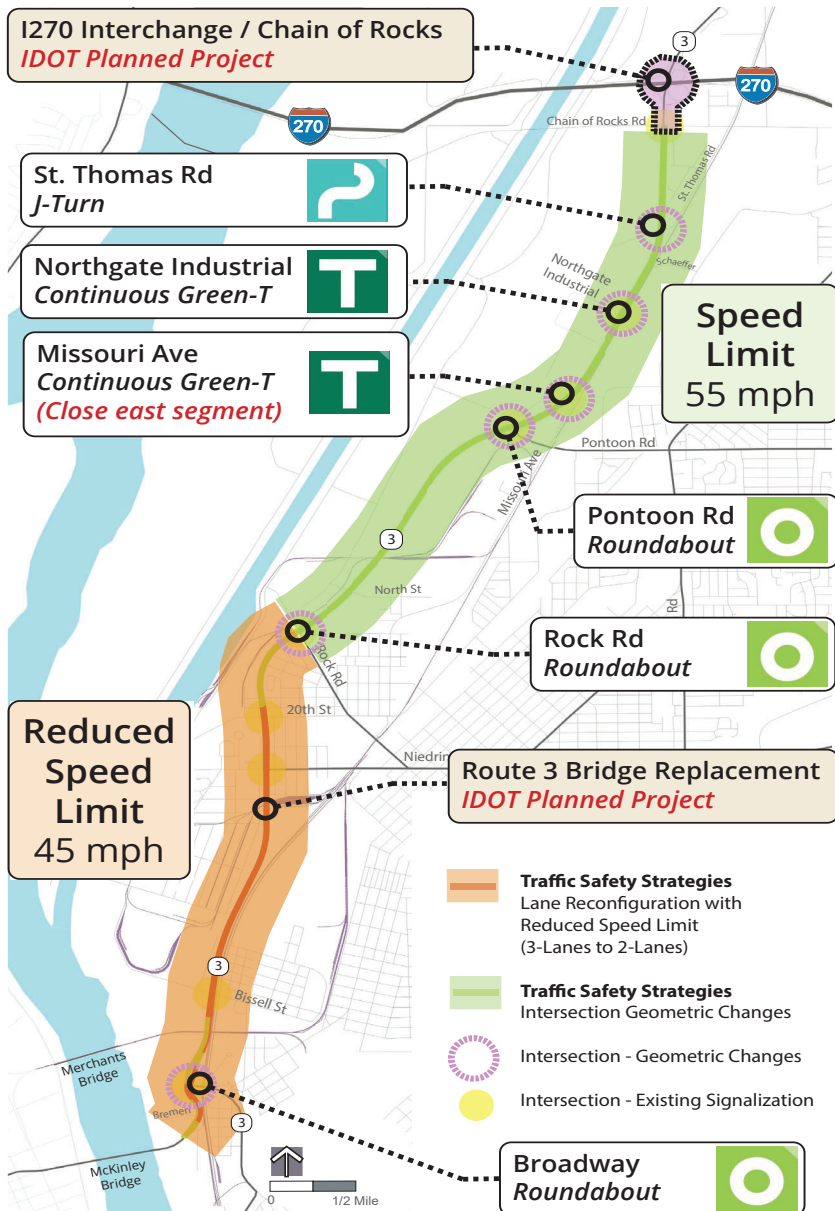 I270 Interchange / Chain of Rocks
IDOT Planned Project
3
270
270
Chain of Rocks Rd
St. Thomas Rd
St. Thomas Rd
J-Turn
T
Northgate Industrial
Continuous Green-T
Schaeffer
Northgate
Industrial
Speed
Limit
55 mph
T
Missouri Ave
Continuous Green-T
(Close east segment)
Pontoon Rd
Missouri Ave
Pontoon Rd
Roundabout
3
North St
Rd
Rock Rd
Rock Rd
Roundabout
20th St
Reduced
Speed
Limit
45 mph
Niedrin
Route 3 Bridge Replacement
IDOT Planned Project
Traffic Safety Strategies
Lane Reconfiguration with
Reduced Speed Limit
(3-Lanes to 2-Lanes)
3
Bissell St
Traffic Safety Strategies
Intersection Geometric Changes
Intersection - Geometric Changes
Intersection - Existing Signalization
Merchants
Bridge
Bremen
3
McKinley
Bridge
0
1/2 Mile
Broadway
Roundabout